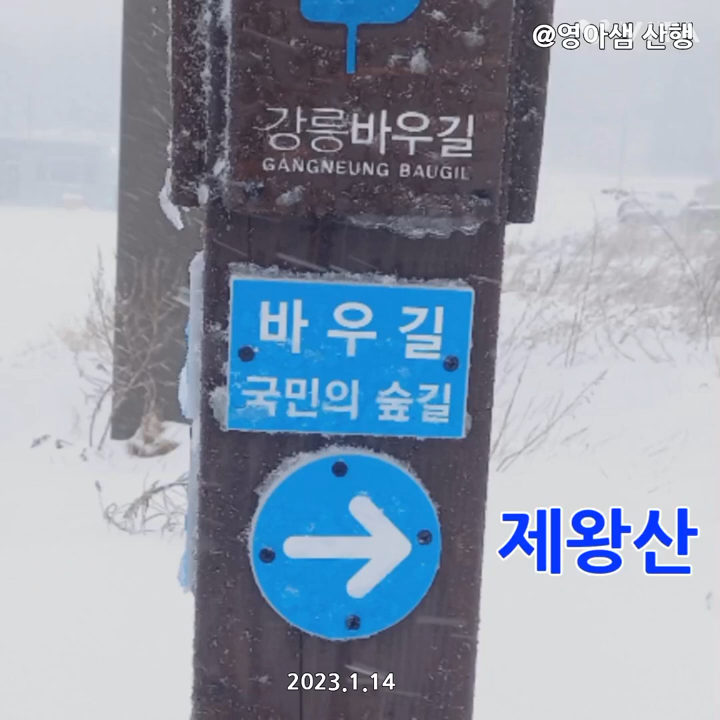 @영아샘 산행
강릉바우길
GANGNEUNG BAUGIL
바우길
국민의 숲길
제왕산
2023.1.14